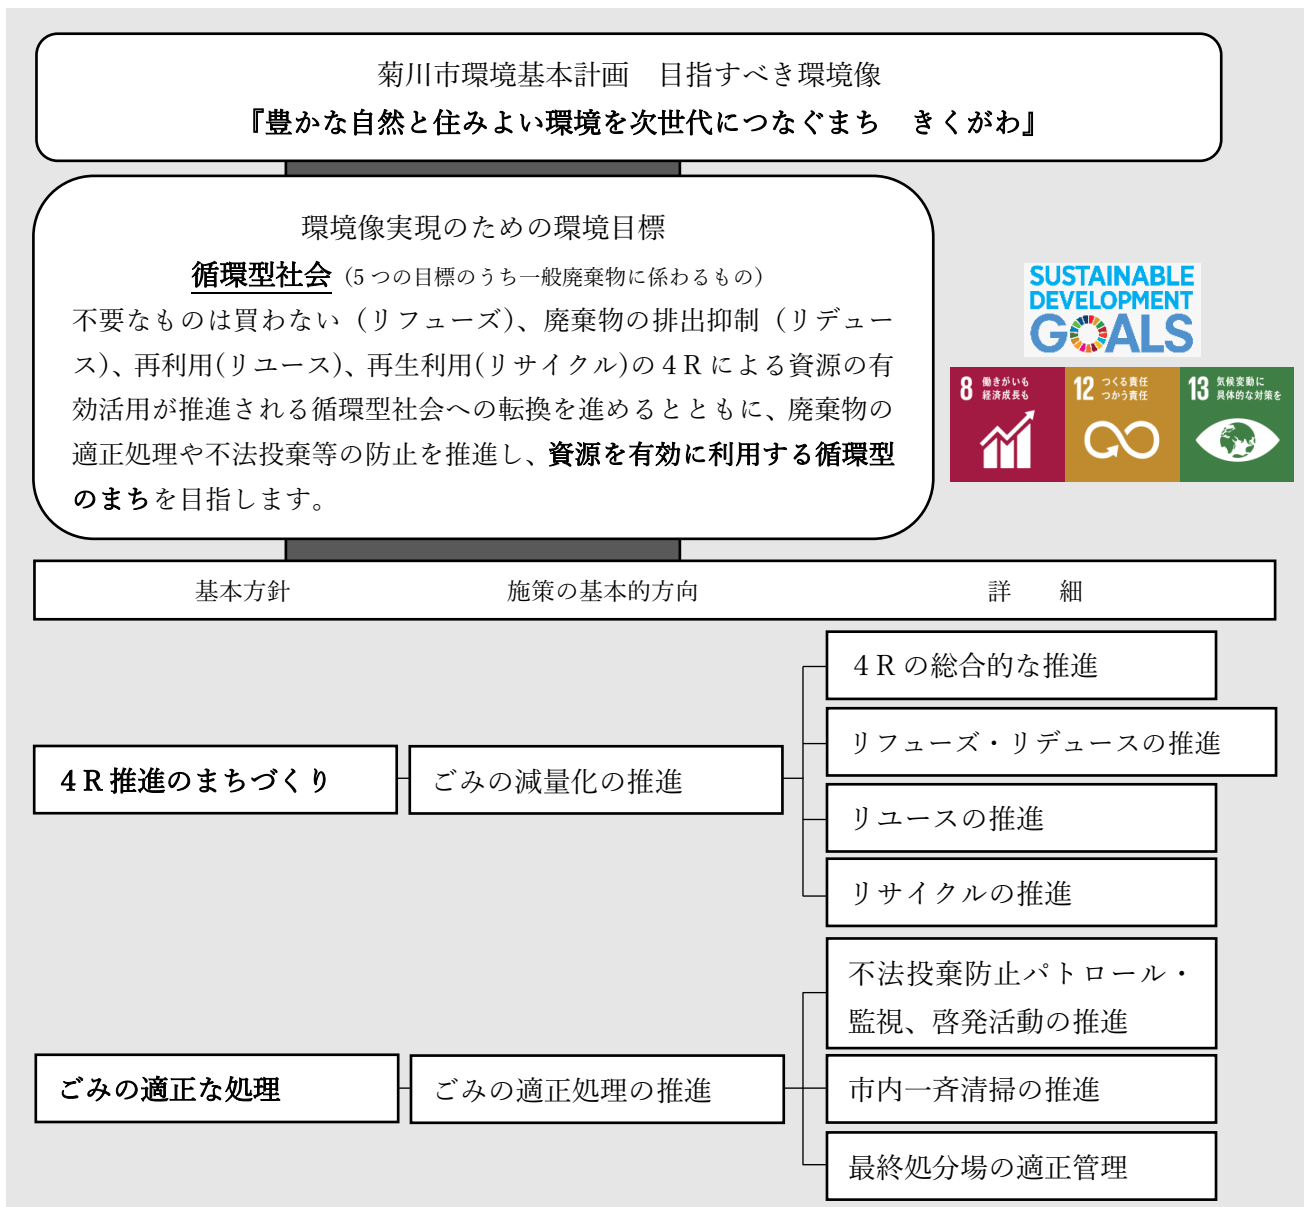 菊川市環境基本計画　目指すべき環境像
『豊かな自然と住みよい環境を次世代につなぐまち　きくがわ』
環境像実現のための環境目標
循環型社会（5つの目標のうち一般廃棄物に係わるもの）
不要なものは買わない（リフューズ）、廃棄物の排出抑制（リデュー
ス）、再利用(リユース)、再生利用(リサイクル)の４Ｒによる資源の有
効活用が推進される循環型社会への転換を進めるとともに、廃棄物の
適正処理や不法投棄等の防止を推進し、資源を有効に利用する循環型
のまちを目指します。
SUSTAINABLE
DEVELOPMENT
GOALS
8 働きがいも
経済成長も
12 つくる責任
つかう責任
13 気候変動に
具体的な対策を
基本方針　施策の基本的方向　詳　細
４Ｒ推進のまちづくり
ごみの減量化の推進
４Ｒの総合的な推進
リフューズ・リデュースの推進
リユースの推進
リサイクルの推進
ごみの適正な処理
ごみの適正処理の推進
不法投棄防止パトロール・
監視、啓発活動の推進
市内一斉清掃の推進
最終処分場の適正管理